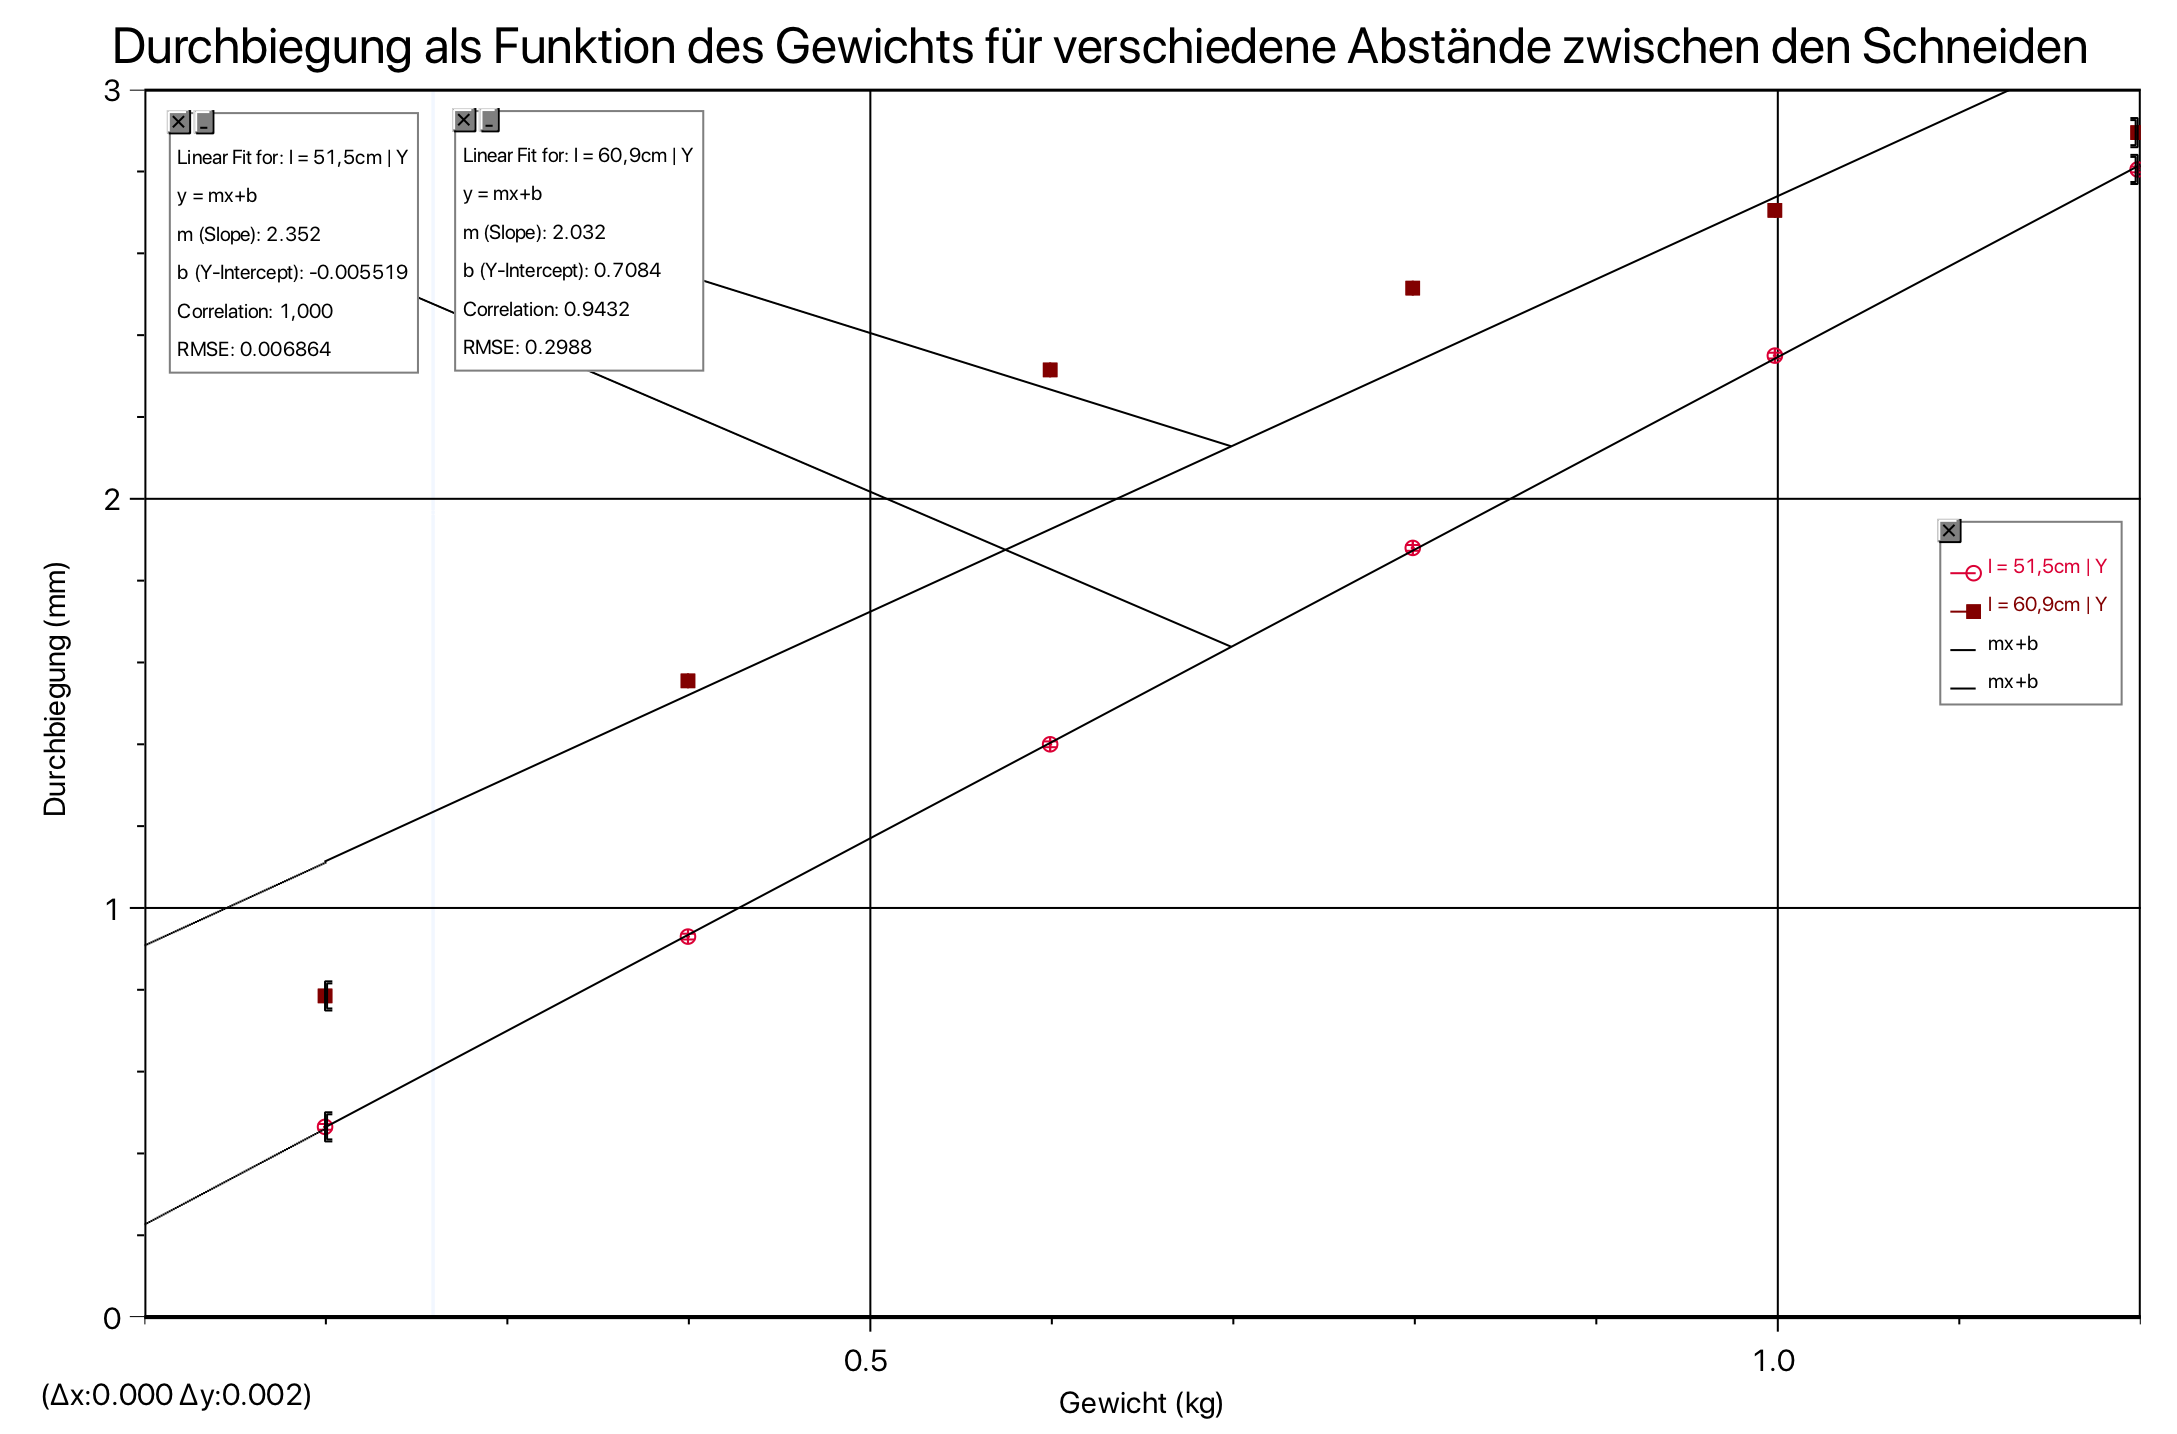 Durchbiegung als Funktion des Gewichts für verschiedene Abstände zwischen den Schneiden
3
2
1
0
Durchbiegung (mm)
Linear Fit for: l = 51,5cm | Y
y = mx+b
m (Slope): 2.352
b (Y-Intercept): -0.005519
Correlation: 1,000
RMSE: 0.006864
Linear Fit for: l = 60,9cm | Y
y = mx+b
m (Slope): 2.032
b (Y-Intercept): 0.7084
Correlation: 0.9432
RMSE: 0.2988
l = 51,5cm | Y
l = 60,9cm | Y
mx+b
mx+b
0.5
1.0
(Δx:0.000 Δy:0.002)
Gewicht (kg)